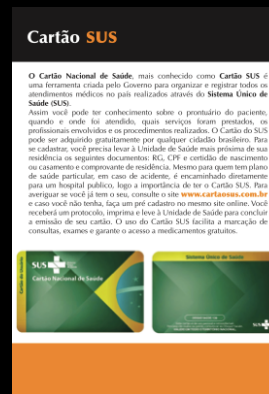 Cartão SUS
O Cartão Nacional de Saúde, mais conhecido como Cartão SUS é
uma ferramenta criada pelo Governo para organizar e registrar todos os
atendimentos médicos no país realizados através do Sistema Único de
Saúde (SUS).
Assim você pode ter conhecimento sobre o prontuário do paciente,
quando e onde foi atendido, quais serviços foram prestados, os
profissionais envolvidos e os procedimentos realizados. O Cartão do SUS
pode ser adquirido gratuitamente por qualquer cidadão brasileiro. Para
se cadastrar, você precisa levar à Unidade de Saúde mais próxima de sua
residência os seguintes documentos: RG, CPF e certidão de nascimento
ou casamento e comprovante de residência. Mesmo para quem tem plano
de saúde particular, em caso de acidente, é encaminhado diretamente
para um hospital publico, logo a importância de ter o Cartão SUS. Para
averiguar se você já tem o seu, consulte o site www.cartaosus.com.br
e caso você não tenha, faça um pré cadastro no mesmo site online. Você
receberá um protocolo, imprima e leve à Unidade de Saúde para concluir
a emissão de seu cartão. O uso do Cartão SUS facilita a marcação de
consultas, exames e garante o acesso a medicamentos gratuitos.
Cartão do Usuário
SUS
Cartão Nacional de Saúde
Sistema Único de Saúde
SUS